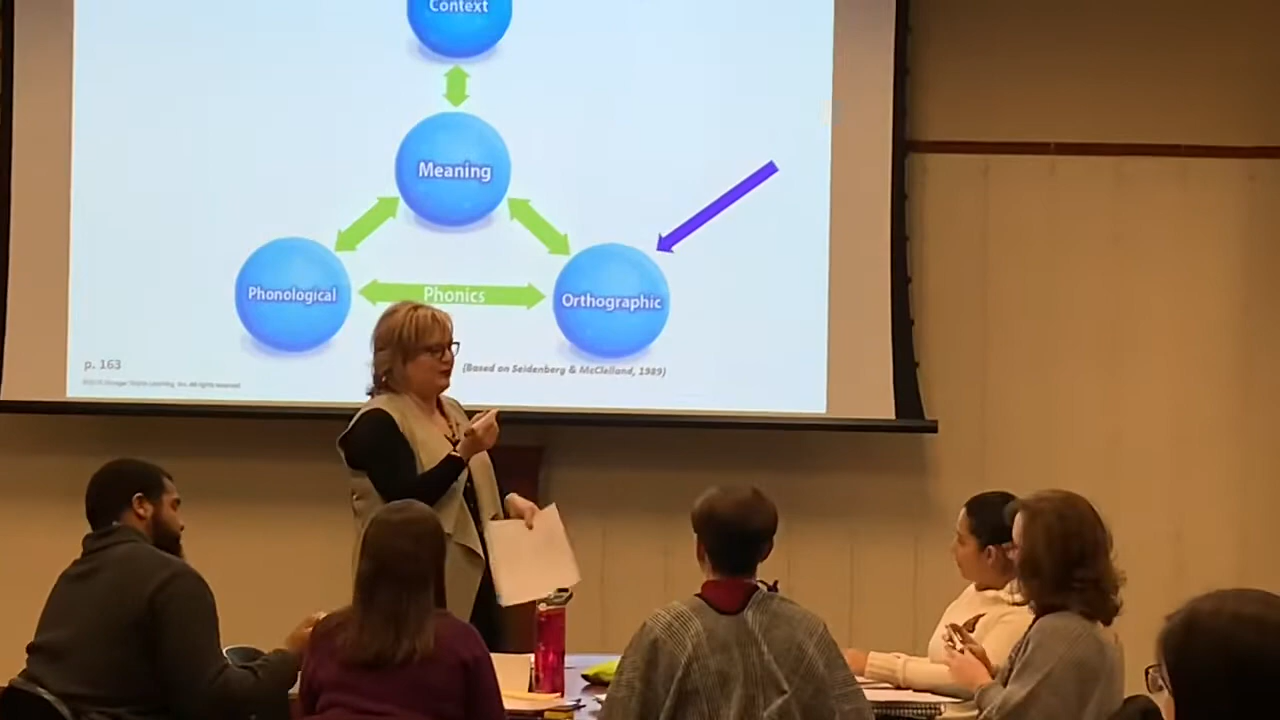 Context
Meaning
Phonological
Phonics
Orthographic
p. 163
(Based on Seidenberg & McClelland, 1989)